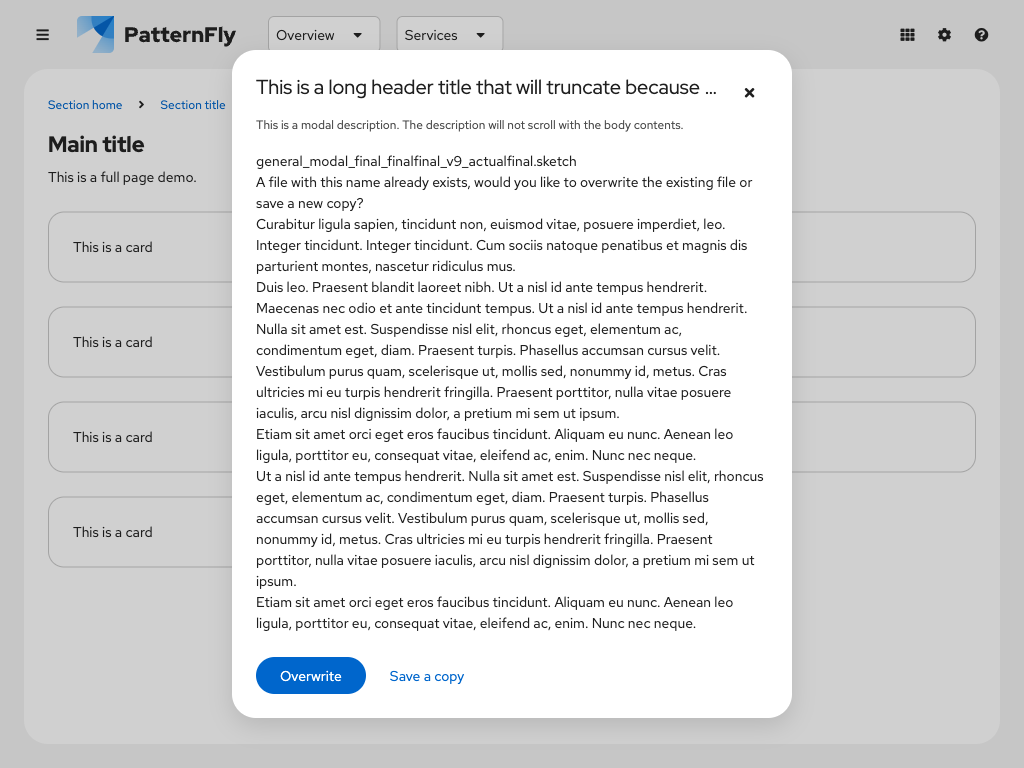 PatternFly
Overview
Services
Section home
Section title
Main title
This is a full page demo.
This is a card
This is a card
This is a card
This is a card
This is a long header title that will truncate because ...
This is a modal description. The description will not scroll with the body contents.
general_modal_final_finalfinal_v9_actualfinal.sketch
A file with this name already exists, would you like to overwrite the existing file or
save a new copy?
Curabitur ligula sapien, tincidunt non, euismod vitae, posuere imperdiet, leo.
Integer tincidunt. Integer tincidunt. Cum sociis natoque penatibus et magnis dis
parturient montes, nascetur ridiculus mus.
Duis leo. Praesent blandit laoreet nibh. Ut a nisl id ante tempus hendrerit.
Maecenas nec odio et ante tincidunt tempus. Ut a nisl id ante tempus hendrerit.
Nulla sit amet est. Suspendisse nisl elit, rhoncus eget, elementum ac,
condimentum eget, diam. Praesent turpis. Phasellus accumsan cursus velit.
Vestibulum purus quam, scelerisque ut, mollis sed, nonummy id, metus. Cras
ultricies mi eu turpis hendrerit fringilla. Praesent porttitor, nulla vitae posuere
iaculis, arcu nisl dignissim dolor, a pretium mi sem ut ipsum.
Etiam sit amet orci eget eros faucibus tincidunt. Aliquam eu nunc. Aenean leo
ligula, porttitor eu, consequat vitae, eleifend ac, enim. Nunc nec neque.
Ut a nisl id ante tempus hendrerit. Nulla sit amet est. Suspendisse nisl elit, rhoncus
eget, elementum ac, condimentum eget, diam. Praesent turpis. Phasellus
accumsan cursus velit. Vestibulum purus quam, scelerisque ut, mollis sed,
nonummy id, metus. Cras ultricies mi eu turpis hendrerit fringilla. Praesent
porttitor, nulla vitae posuere iaculis, arcu nisl dignissim dolor, a pretium mi sem ut
ipsum.
Etiam sit amet orci eget eros faucibus tincidunt. Aliquam eu nunc. Aenean leo
ligula, porttitor eu, consequat vitae, eleifend ac, enim. Nunc nec neque.
Overwrite
Save a copy